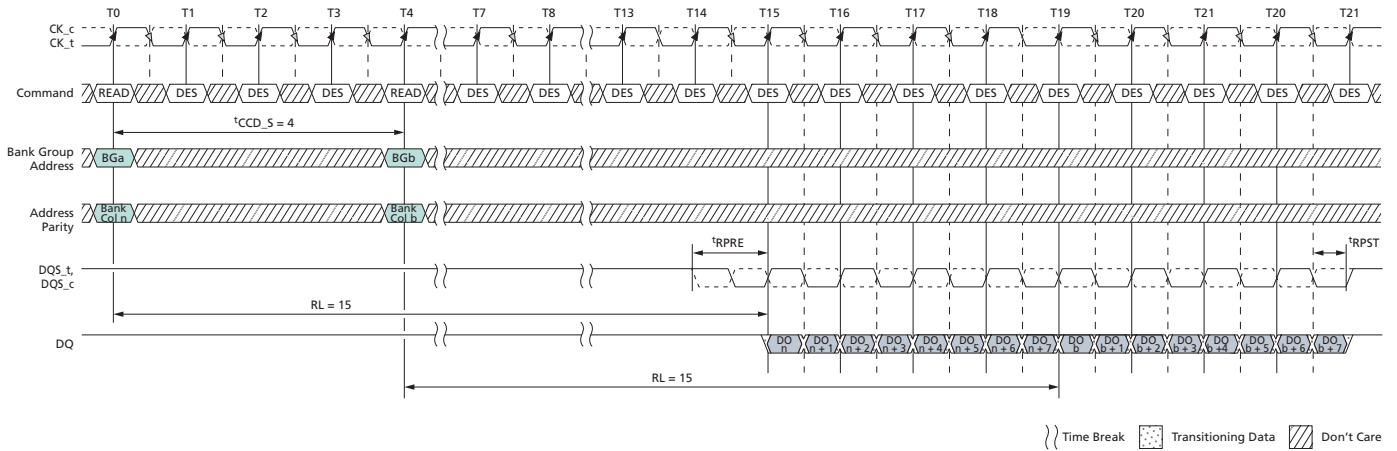 T0 T1 T2 T3 T4 T7 T8 T13 T14 T15 T16 T17 T18 T19 T20 T21 T20 T21
CK_c
CK_t
Command READ DES DES DES READ DES DES DES DES DES DES DES DES DES DES DES DES DES
tCCD_S = 4
Bank Group
Address
BGa BGb
Address
Parity
Bank
Col n
Bank
Col b
tRPRE tRPST
DQS_t,
DQS_c
RL = 15
DQ
DO
n
DO
n + 1
DO
n + 2
DO
n + 3
DO
n + 4
DO
n + 5
DO
n + 6
DO
n + 7
DO
b
DO
b + 1
DO
b + 2
DO
b + 3
DO
b + 4
DO
b + 5
DO
b + 6
DO
b + 7
RL = 15
Time Break Transitioning Data Don't Care